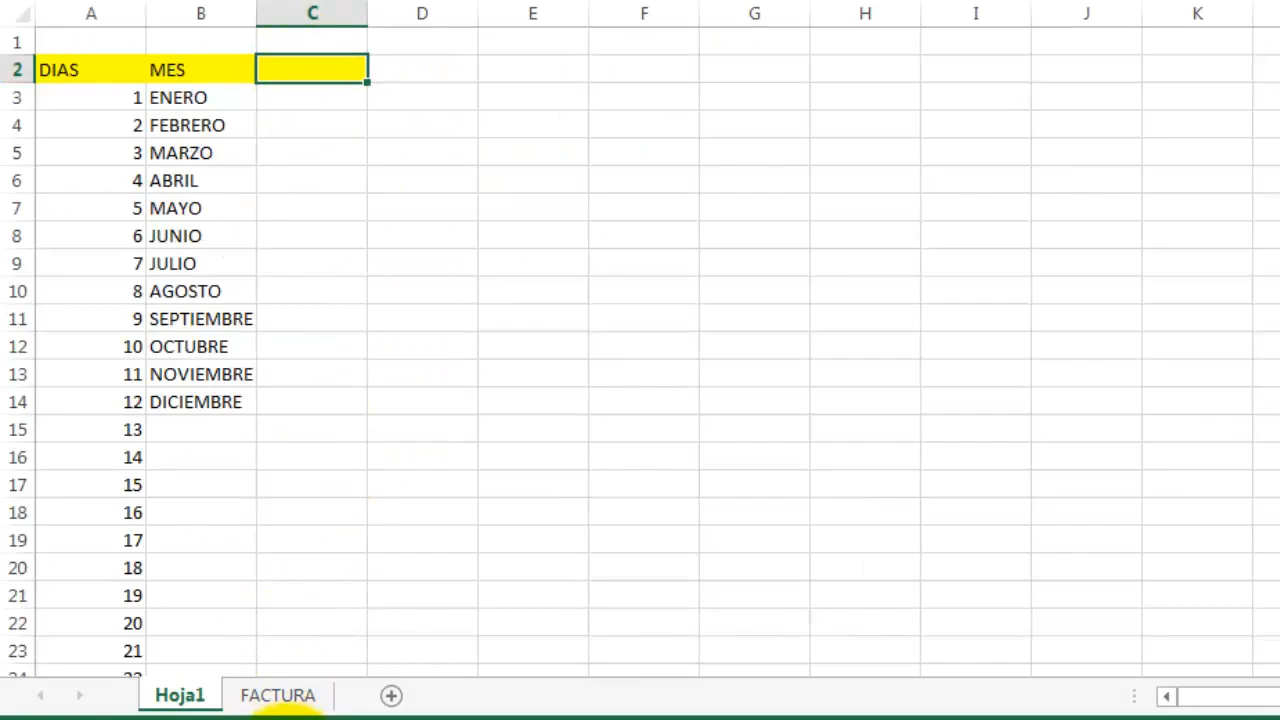 A B C D E F G H I J K
1
2 DIAS MES
3 1 ENERO
4 2 FEBRERO
5 3 MARZO
6 4 ABRIL
7 5 MAYO
8 6 JUNIO
9 7 JULIO
10 8 AGOSTO
11 9 SEPTIEMBRE
12 10 OCTUBRE
13 11 NOVIEMBRE
14 12 DICIEMBRE
15 13
16 14
17 15
18 16
19 17
20 18
21 19
22 20
23 21
Hoja1 FACTURA